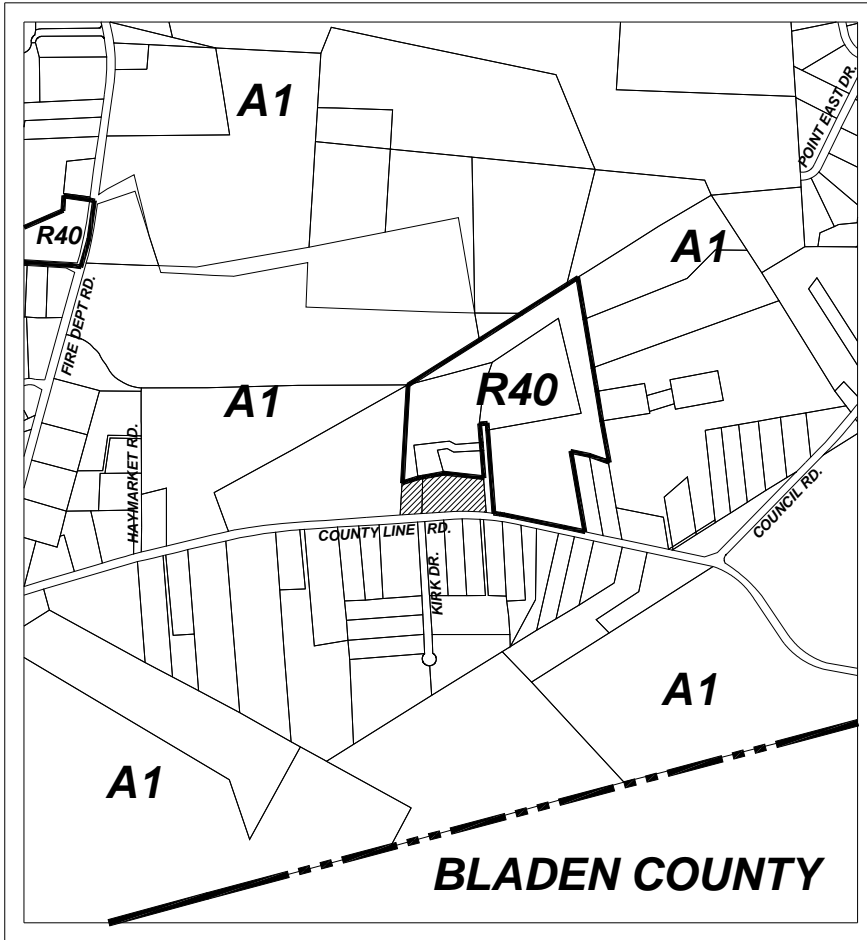 A1
POINT EAST DR.
R40
A1
FIRE DEPT RD.
A1
R40
HAYMARKET RD.
COUNTY LINE RD.
COUNCIL RD.
KIRK DR.
A1
A1
BLADEN COUNTY